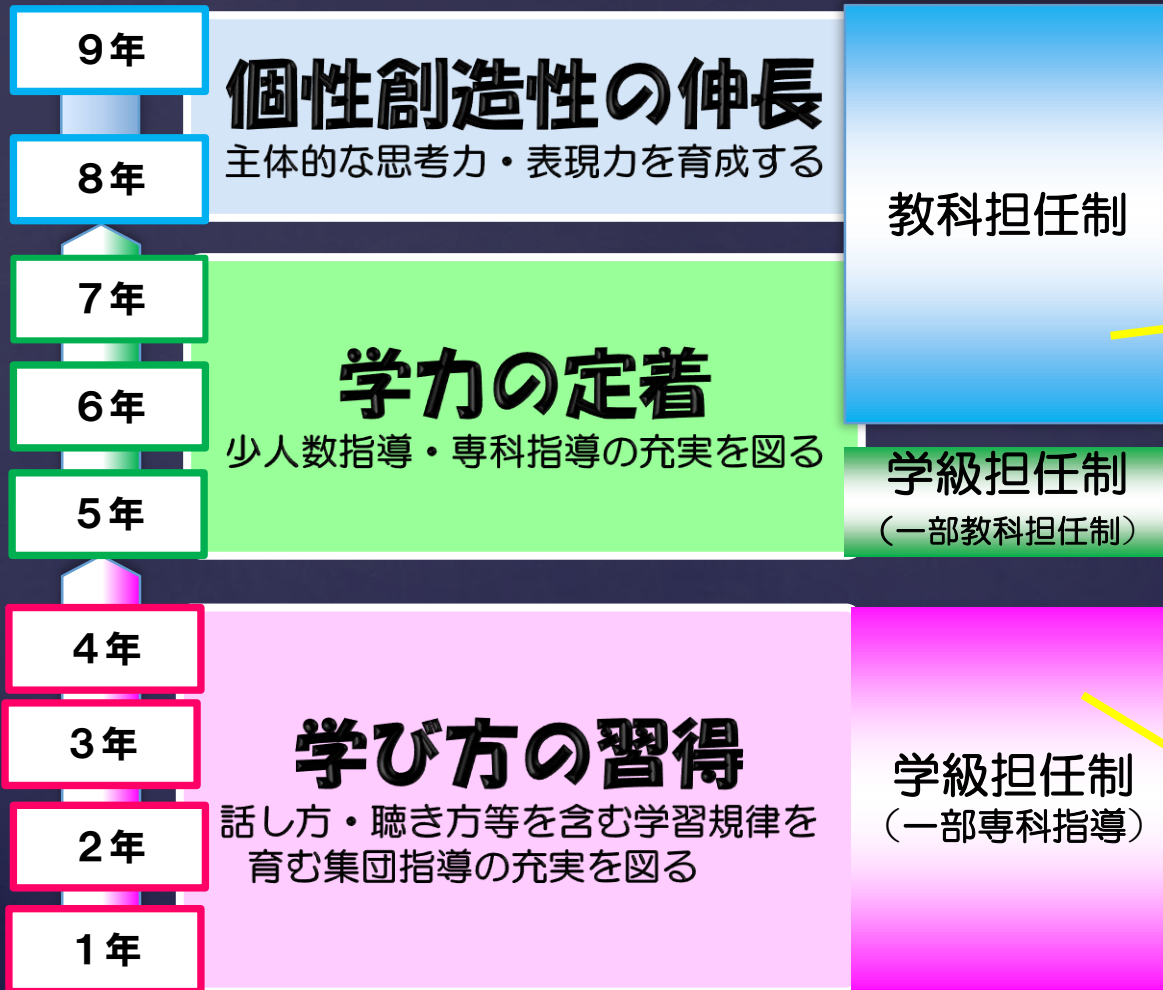 9年
8年
個性創造性の伸長
主体的な思考力・表現力を育成する
教科担任制
7年
6年
5年
学力の定着
少人数指導・専科指導の充実を図る
学級担任制
（一部教科担任制）
4年
3年
2年
1年
学び方の習得
話し方・聴き方等を含む学習規律を
育む集団指導の充実を図る
学級担任制
（一部専科指導）